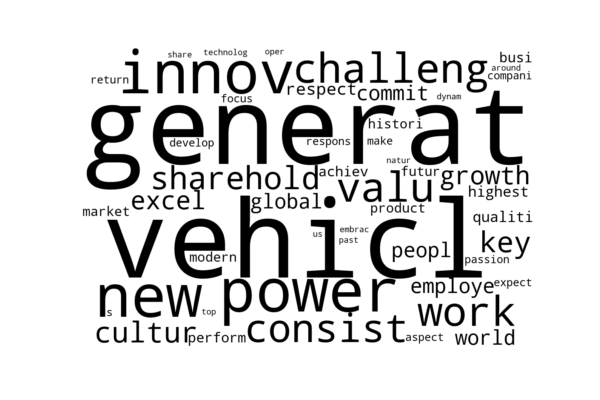 share technolog oper
innov challeng busi
return around compani
focus respect commit dynam
generat
develop respons make histori
natur
sharehold achiev valu futur growth
excel global highest
market product qualiti
vehicl
us embrac past
modern peopl key passion
new power employe expect
s top work
cultur perform consist aspect world